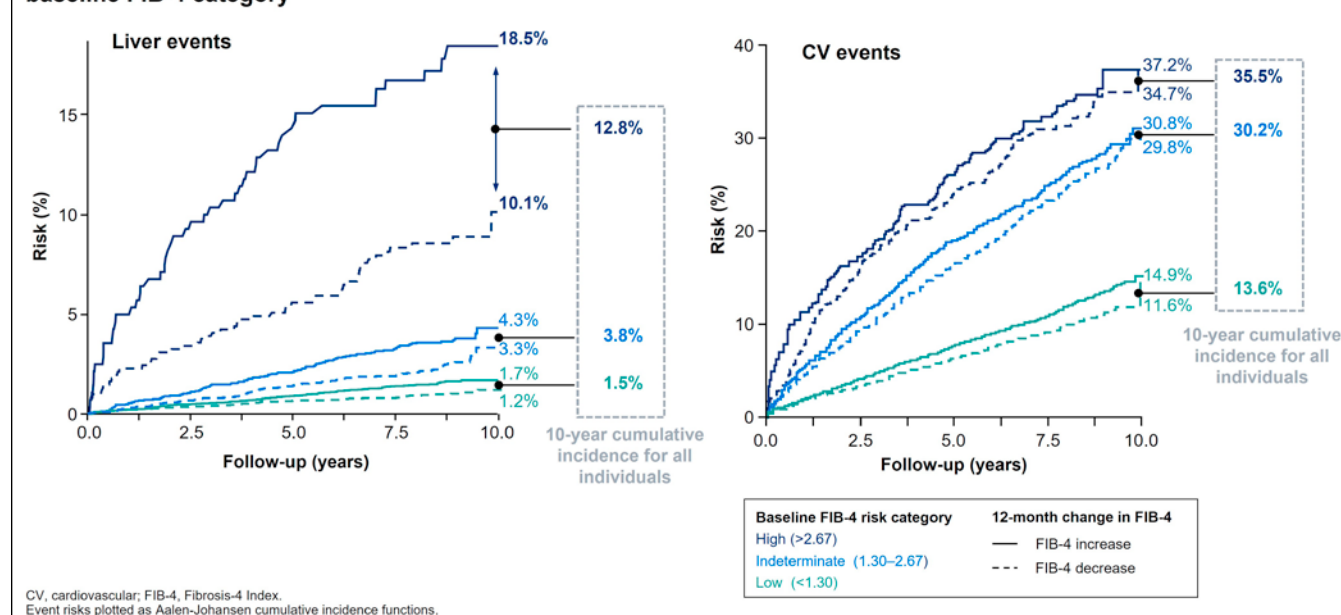 baseline FIB-4 category
Liver events
Risk (%)
15
10
5
0
0.0
2.5
5.0
7.5
10.0
Follow-up (years)
18.5%
10.1%
4.3%
3.3%
1.7%
1.2%
12.8%
3.8%
1.5%
10-year cumulative
incidence for all
individuals
CV events
Risk (%)
40
30
20
10
0
0.0
2.5
5.0
7.5
10.0
Follow-up (years)
37.2%
34.7%
30.8%
29.8%
14.9%
11.6%
35.5%
30.2%
13.6%
10-year cumulative
incidence for all
individuals
Baseline FIB-4 risk category
High (>2.67)
Indeterminate (1.30–2.67)
Low (<1.30)
12-month change in FIB-4
FIB-4 increase
FIB-4 decrease
CV, cardiovascular; FIB-4, Fibrosis-4 Index.
Event risks plotted as Aalen-Johansen cumulative incidence functions.